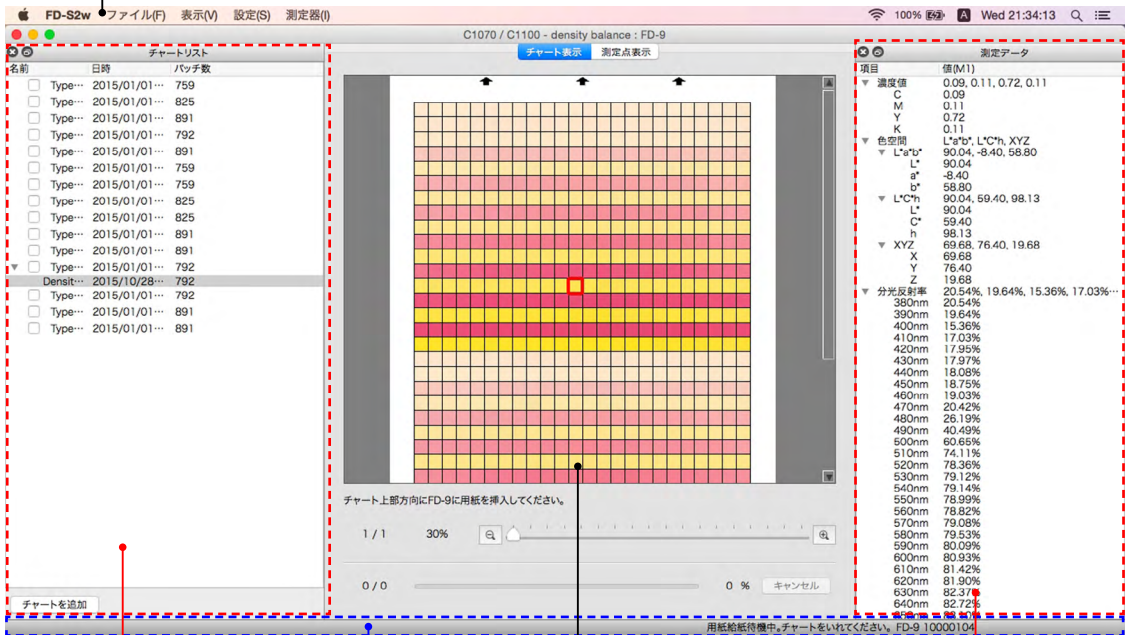 FD-S2w ファイル(F) 表示(V) 設定(S) 測定器(I) 100% A Wed 21:34:13
C1070 / C1100 - density balance : FD-9
チャートリスト
名前 日時 パッチ数
Type… 2015/01/01… 759
Type… 2015/01/01… 825
Type… 2015/01/01… 891
Type… 2015/01/01… 792
Type… 2015/01/01… 891
Type… 2015/01/01… 759
Type… 2015/01/01… 759
Type… 2015/01/01… 825
Type… 2015/01/01… 825
Type… 2015/01/01… 891
Type… 2015/01/01… 891
Type… 2015/01/01… 792
Densit… 2015/10/28… 792
Type… 2015/01/01… 792
Type… 2015/01/01… 891
Type… 2015/01/01… 891
チャートを追加
チャート表示 測定点表示
チャート上部方向にFD-9に用紙を挿入してください。
1 / 1 30%
0 / 0 0 % キャンセル
測定データ
項目 値(M1)
濃度値 0.09, 0.11, 0.72, 0.11
C 0.09
M 0.11
Y 0.72
K 0.11
色空間 L*a*b*, L*C*h, XYZ
L*a*b* 90.04, -8.40, 58.80
L* 90.04
a* -8.40
b* 58.80
L*C*h 90.04, 59.40, 98.13
L* 90.04
C* 59.40
h 98.13
XYZ 69.68, 76.40, 19.68
X 69.68
Y 76.40
Z 19.68
分光反射率 20.54%, 19.64%, 15.36%, 17.03%…
380nm 20.54%
390nm 19.64%
400nm 15.36%
410nm 17.03%
420nm 17.95%
430nm 17.97%
440nm 18.08%
450nm 18.75%
460nm 19.03%
470nm 20.42%
480nm 26.19%
490nm 40.49%
500nm 60.65%
510nm 74.11%
520nm 78.36%
530nm 79.12%
540nm 79.14%
550nm 78.99%
560nm 78.82%
570nm 79.08%
580nm 79.53%
590nm 80.09%
600nm 80.93%
610nm 81.42%
620nm 81.90%
630nm 82.37%
640nm 82.72%
用紙給紙待機中。チャートをいれてください。 FD-9 10000104